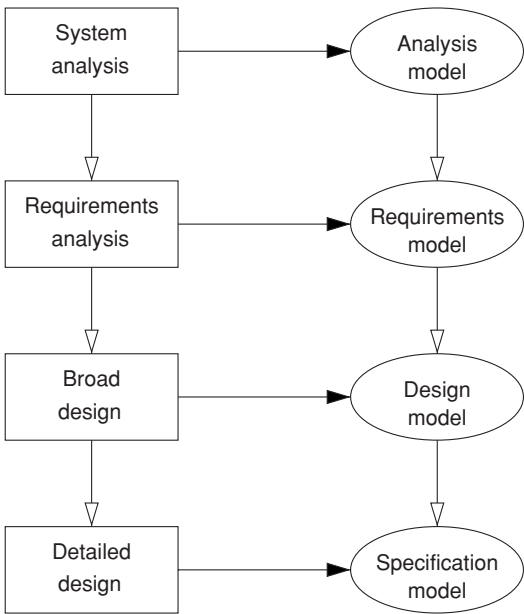 System
analysis
Analysis
model
Requirements
analysis
Requirements
model
Broad
design
Design
model
Detailed
design
Specification
model